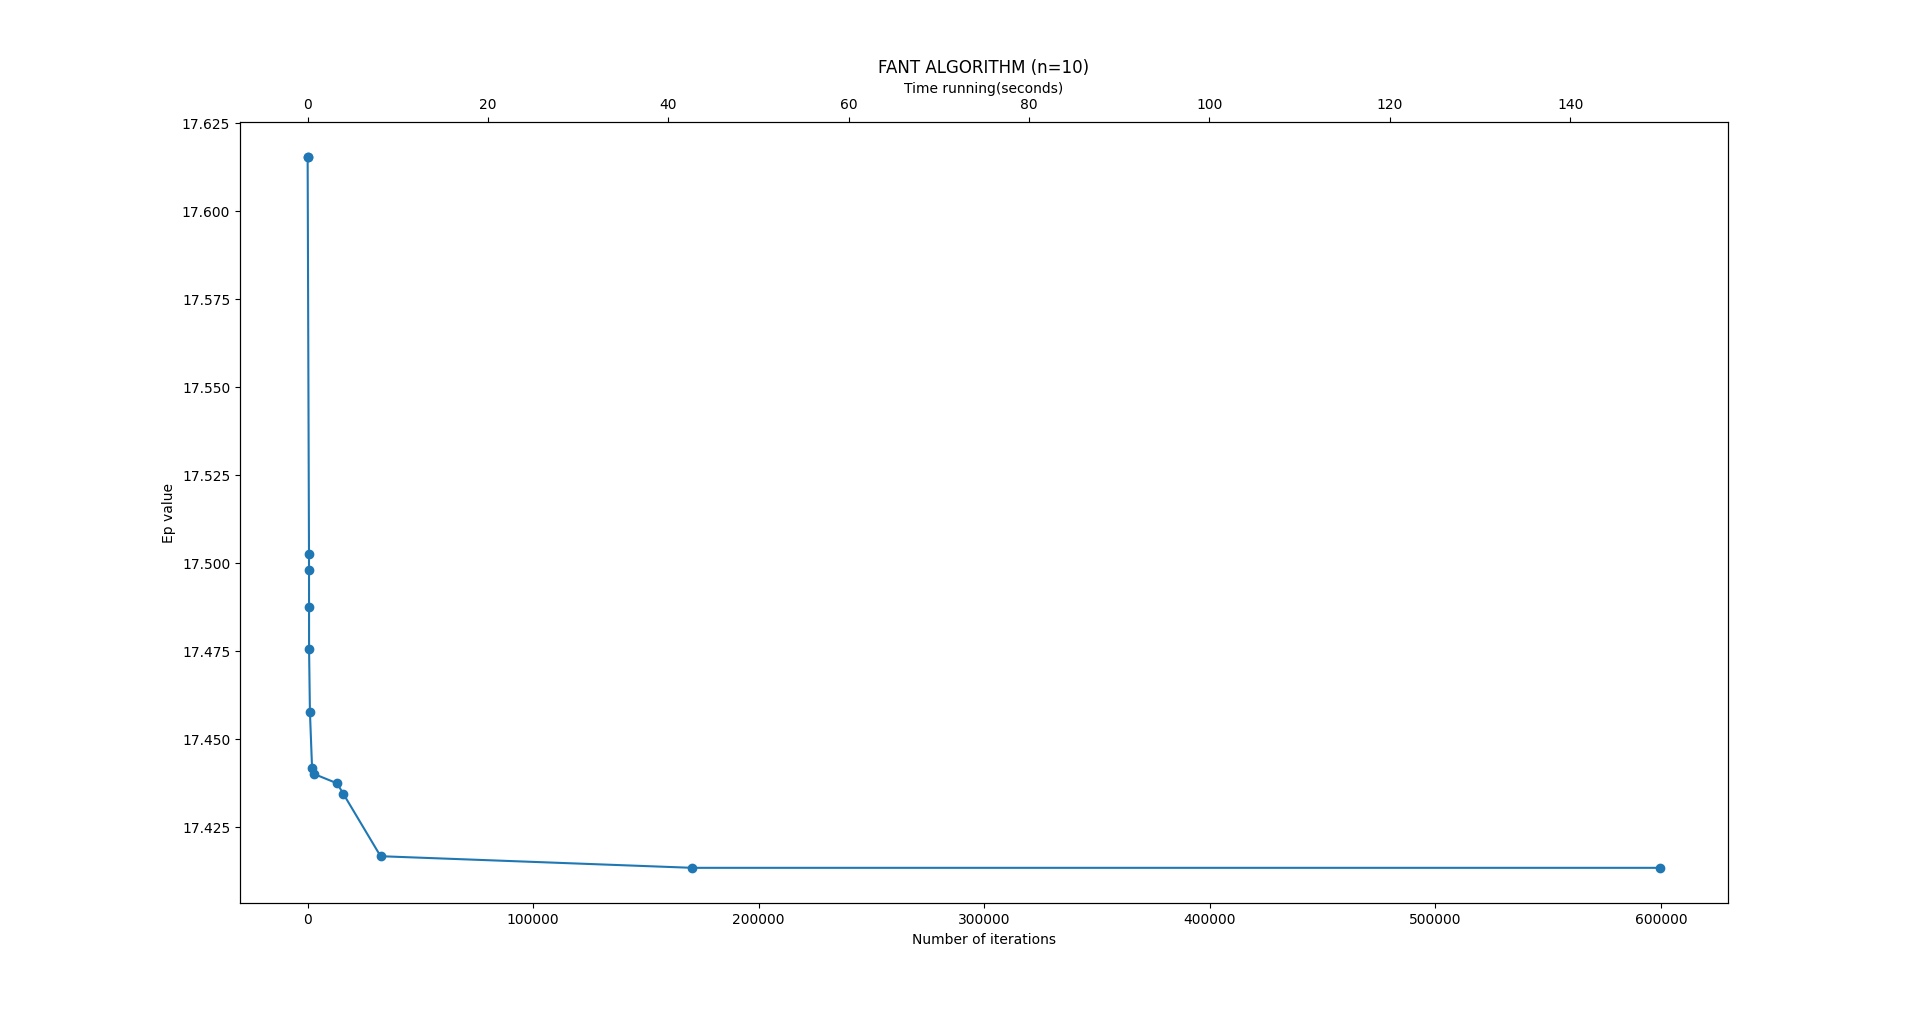 FANT ALGORITHM (n=10)
Time running(seconds)
0 20 40 60 80 100 120 140
17.625
17.600
17.575
17.550
17.525
17.500
17.475
17.450
17.425
Ep value
0 100000 200000 300000 400000 500000 600000
Number of iterations